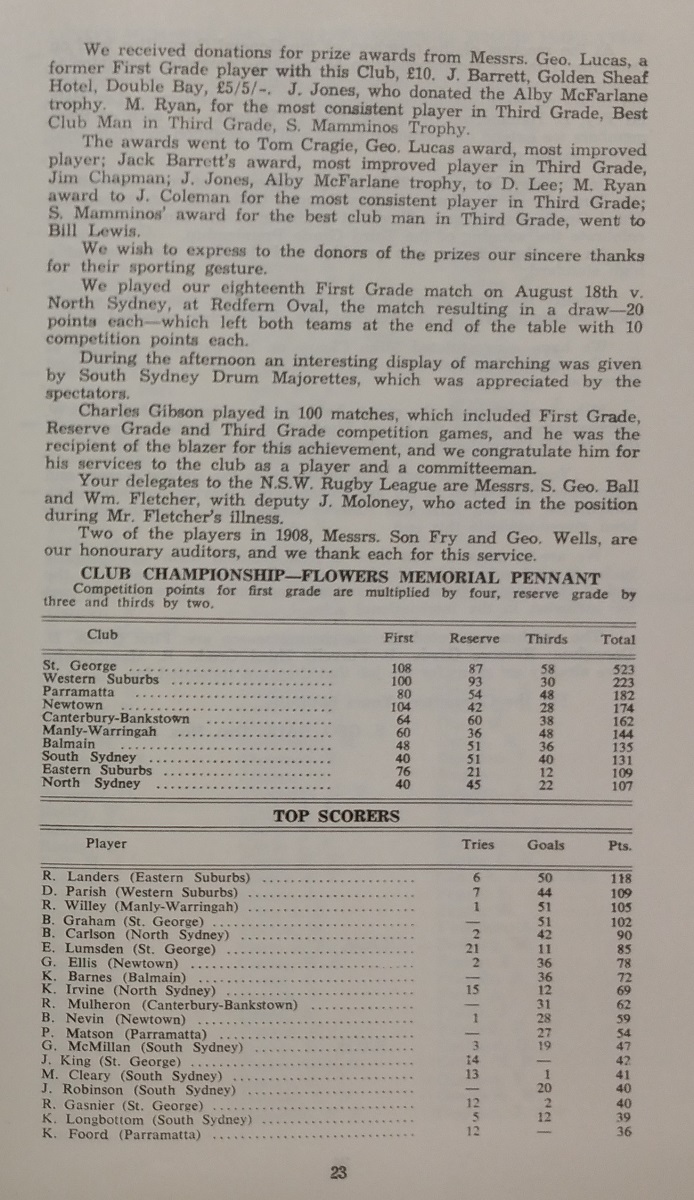 We received donations for prize awards from Messrs. Geo. Lucas, a
former First Grade player with this Club, £10. J. Barrett, Golden Sheaf
Hotel, Double Bay, £5/5/-. J. Jones, who donated the Alby McFarlane
trophy. M. Ryan, for the most consistent player in Third Grade, Best
Club Man in Third Grade, S. Mamminos Trophy.
The awards went to Tom Cragie, Geo. Lucas award, most improved
player; Jack Barrett's award, most improved player in Third Grade,
Jim Chapman; J. Jones, Alby McFarlane trophy, to D. Lee; M. Ryan
award to J. Coleman for the most consistent player in Third Grade;
S. Mamminos' award for the best club man in Third Grade, went to
Bill Lewis.
We wish to express to the donors of the prizes our sincere thanks
for their sporting gesture.
We played our eighteenth First Grade match on August 18th v.
North Sydney, at Redfern Oval, the match resulting in a draw—20
points each—which left both teams at the end of the table with 10
competition points each.
During the afternoon an interesting display of marching was given
by South Sydney Drum Majorettes, which was appreciated by the
spectators.
Charles Gibson played in 100 matches, which included First Grade,
Reserve Grade and Third Grade competition games, and he was the
recipient of the blazer for this achievement, and we congratulate him for
his services to the club as a player and a committeeman.
Your delegates to the N.S.W. Rugby League are Messrs. S. Geo. Ball
and Wm. Fletcher, with deputy J. Moloney, who acted in the position
during Mr. Fletcher's illness.
Two of the players in 1908, Messrs. Son Fry and Geo. Wells, are
our honourary auditors, and we thank each for this service.
CLUB CHAMPIONSHIP—FLOWERS MEMORIAL PENNANT
Competition points for first grade are multiplied by four, reserve grade by
three and thirds by two.
Club First Reserve Thirds Total
St. George .......... 108 87 58 523
Western Suburbs .......... 100 93 30 223
Parramatta .......... 80 54 48 182
Newtown .......... 104 42 28 174
Canterbury-Bankstown .......... 64 60 38 162
Manly-Warringah .......... 60 36 48 144
Balmain .......... 48 51 36 135
South Sydney .......... 40 51 40 131
Eastern Suburbs .......... 76 21 12 109
North Sydney .......... 40 45 22 107
TOP SCORERS
Player Tries Goals Pts.
R. Landers (Eastern Suburbs) .......... 6 50 118
D. Parish (Western Suburbs) .......... 7 44 109
R. Willey (Manly-Warringah) .......... 1 51 105
B. Graham (St. George) .......... — 51 102
B. Carlson (North Sydney) .......... 2 42 90
E. Lumsden (St. George) .......... 21 11 85
G. Ellis (Newtown) .......... 2 36 78
K. Barnes (Balmain) .......... — 36 72
K. Irvine (North Sydney) .......... 15 12 69
R. Mulheron (Canterbury-Bankstown) .......... — 31 62
B. Nevin (Newtown) .......... 1 28 59
P. Matson (Parramatta) .......... — 27 54
G. McMillan (South Sydney) .......... 3 19 47
J. King (St. George) .......... 14 — 42
M. Cleary (South Sydney) .......... 13 1 41
J. Robinson (South Sydney) .......... — 20 40
R. Gasnier (St. George) .......... 12 2 40
K. Longbottom (South Sydney) .......... 5 12 39
K. Foord (Parramatta) .......... 12 — 36
23